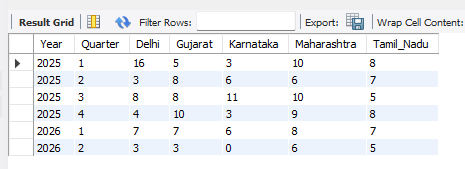 Result Grid Filter Rows: Export: Wrap Cell Content:
Year Quarter Delhi Gujarat Karnataka Maharashtra Tamil_Nadu
2025 1 16 5 3 10 8
2025 2 3 8 6 6 7
2025 3 8 8 11 10 5
2025 4 4 10 3 9 8
2026 1 7 7 6 8 7
2026 2 3 3 0 6 5